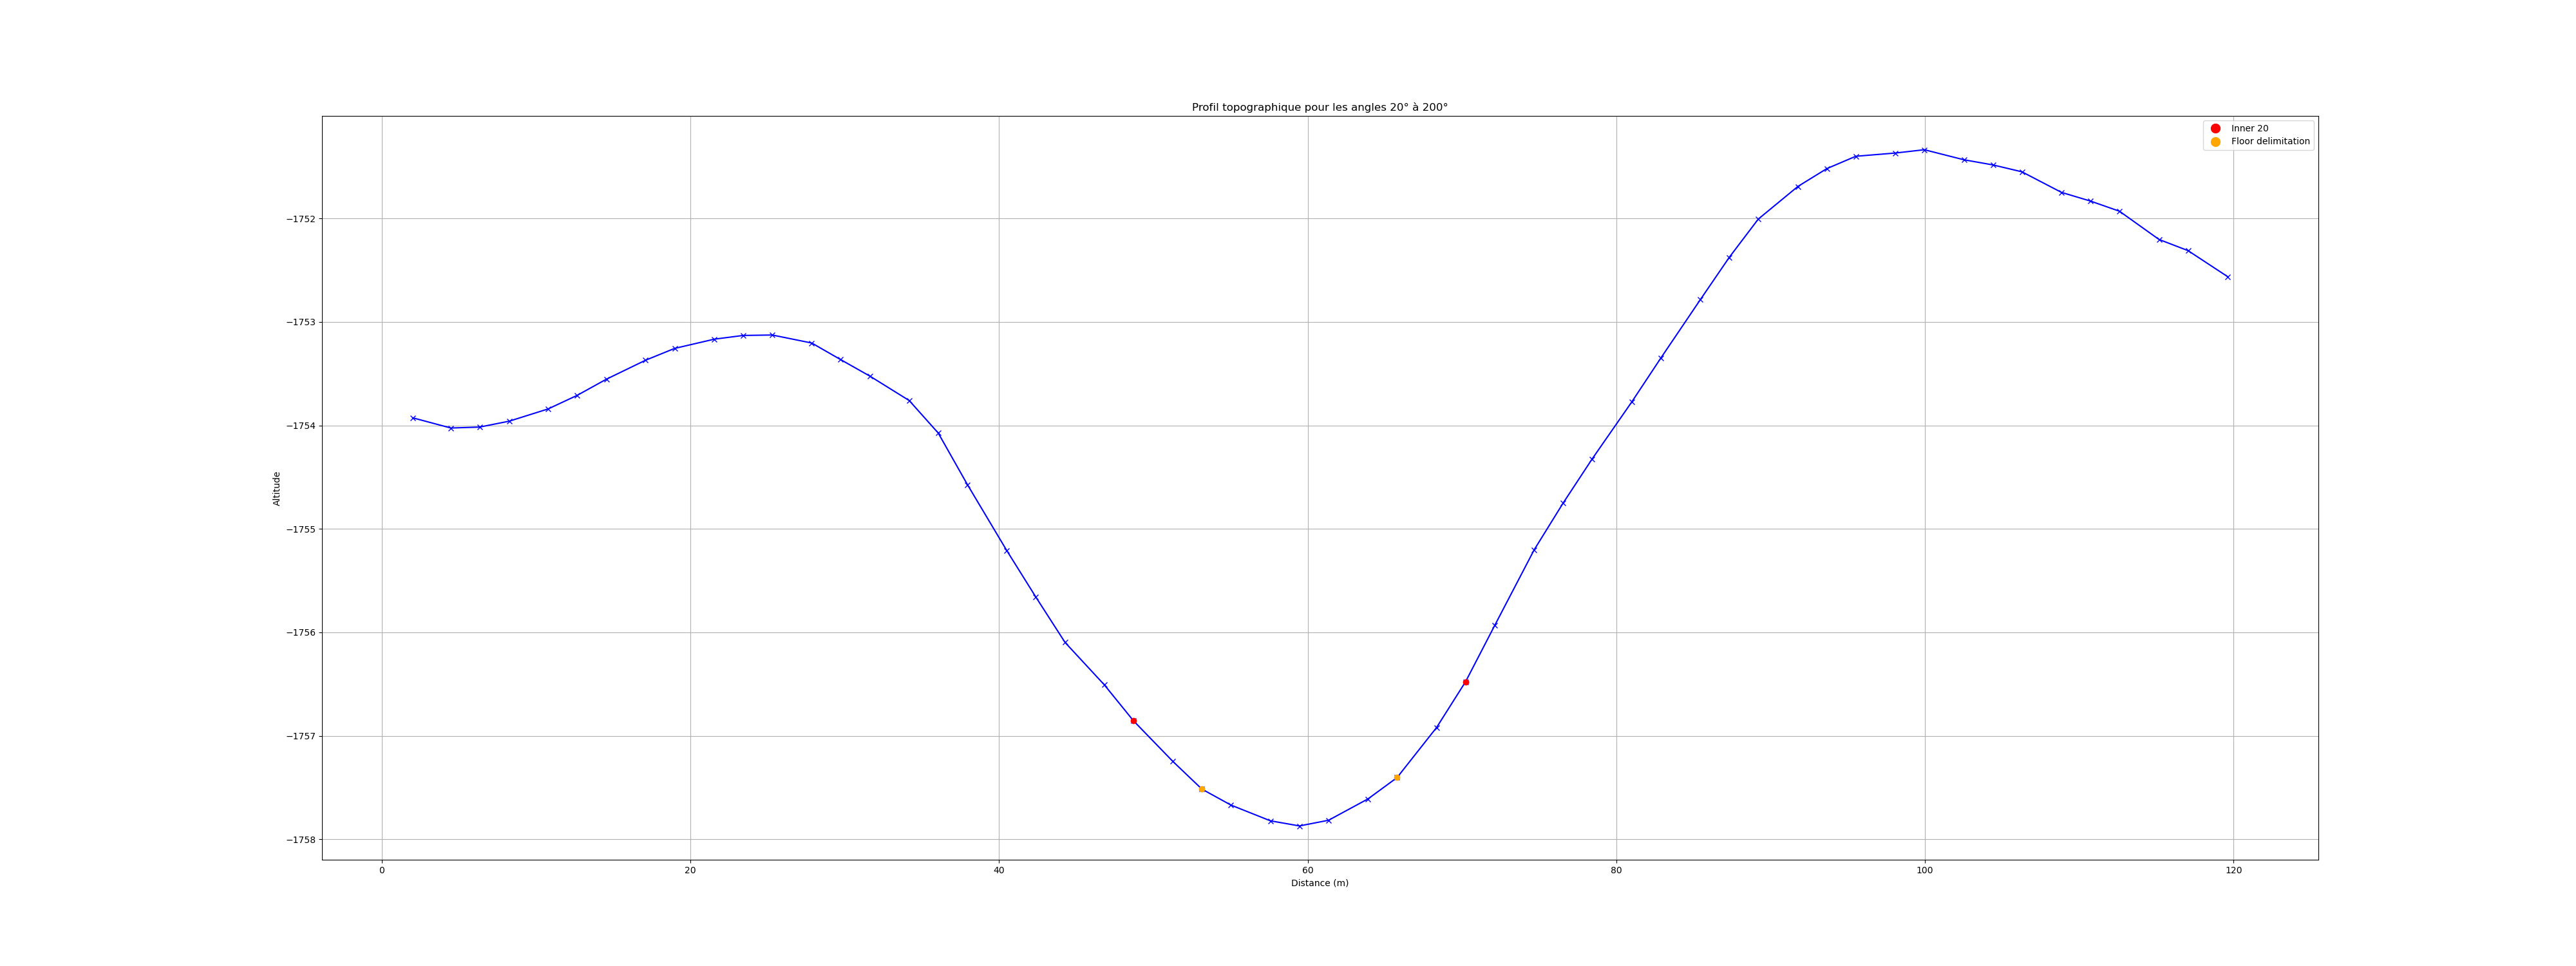 Profil topographique pour les angles 20° à 200°
Inner 20
Floor delimitation
Altitude
−1752
−1753
−1754
−1755
−1756
−1757
−1758
0 20 40 60 80 100 120
Distance (m)